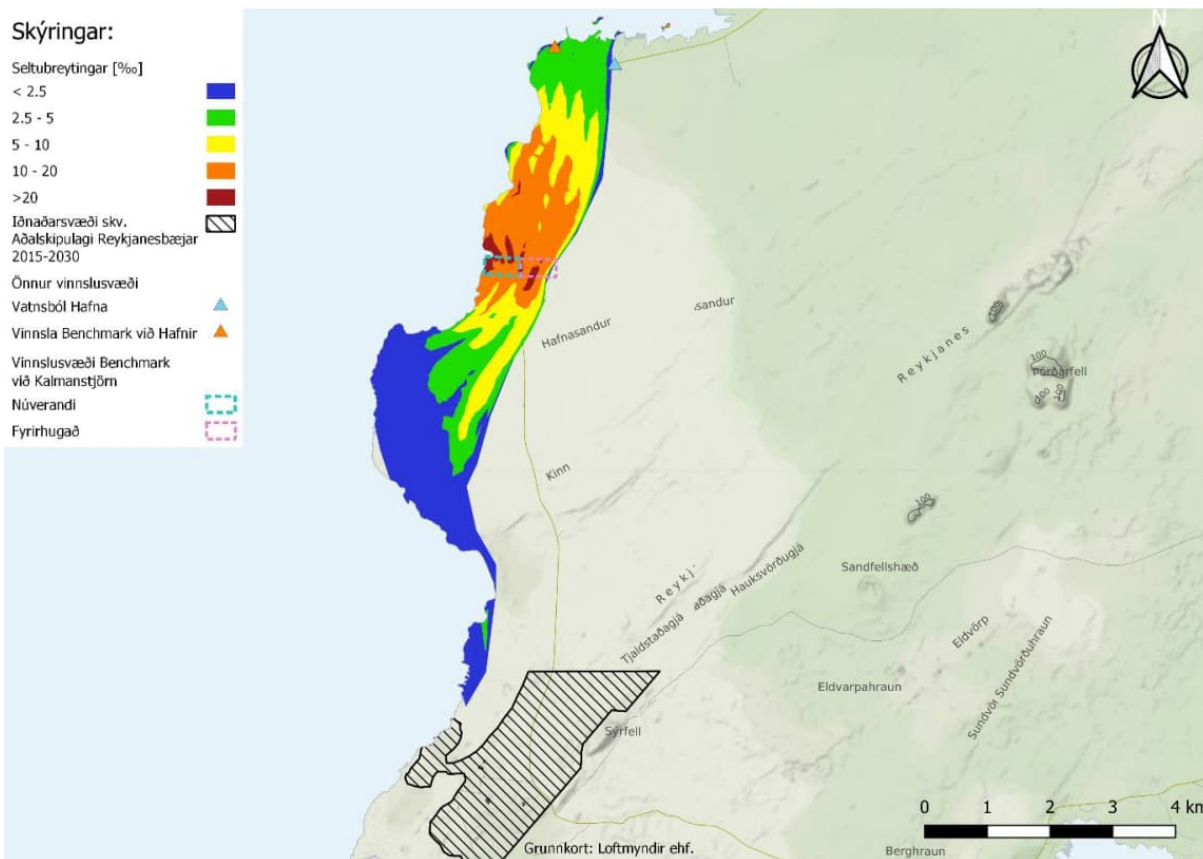 Skýringar:
Seltubreytingar [‰]
< 2.5
2.5 - 5
5 - 10
10 - 20
>20
Iðnaðarsvæði skv.
Aðalskipulagi Reykjanesbæjar
2015-2030
Önnur vinnslusvæði
Vatnsból Hafna
Vinnsla Benchmark við Hafnir
Vinnslusvæði Benchmark
við Kalmanstjörn
Núverandi
Fyrirhugað
N
sandur
Hafnasandur
Reykjanes
100
100
Þórðarfell
100
100
Kinn
100
Reykj
Tjaldstaðagjá
aðagjá
Hauksvörðugjá
Sandfellshæð
Eldvörp
Eldvarpahraun
Sundvör
Sundvörðuhraun
Sýrfell
0 1 2 3 4 km
Berghraun
Grunnkort: Loftmyndir ehf.